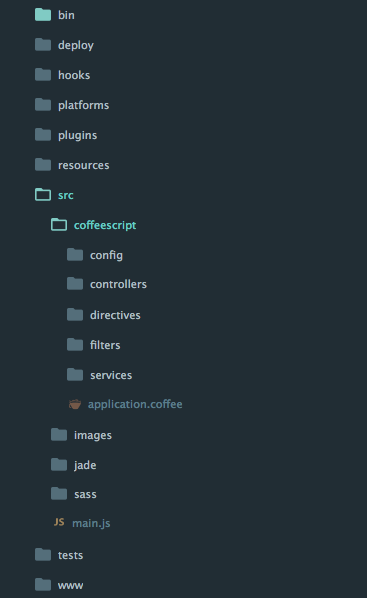 bin
deploy
hooks
platforms
plugins
resources
src
coffeescript
config
controllers
directives
filters
services
application.coffee
images
jade
sass
JS main.js
tests
www